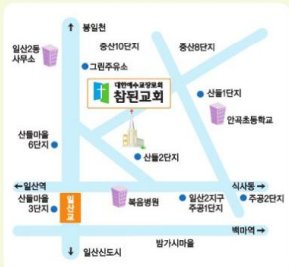 ↑ 봉일천
일산2동
사무소
중산10단지
중산8단지
그린주유소
대한예수교장로회
참된교회
산들1단지
안곡초등학교
산들마을
6단지
산들2단지
←일산역
식사동→
산들마을
3단지
일산교
복음병원
일산2지구
주공1단지
주공2단지
백마역→
밤가시마을
↓ 일산신도시